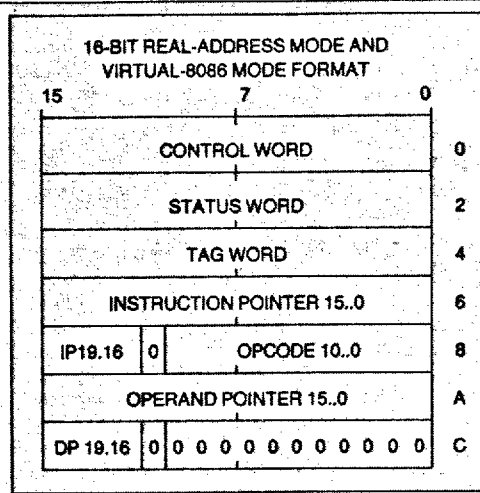 16-BIT REAL-ADDRESS MODE AND
VIRTUAL-8086 MODE FORMAT
15 7 0
CONTROL WORD 0
STATUS WORD 2
TAG WORD 4
INSTRUCTION POINTER 15..0 6
IP19.16 0 OPCODE 10..0 8
OPERAND POINTER 15..0 A
DP 19.16 0 0 0 0 0 0 0 0 0 0 0 0 C